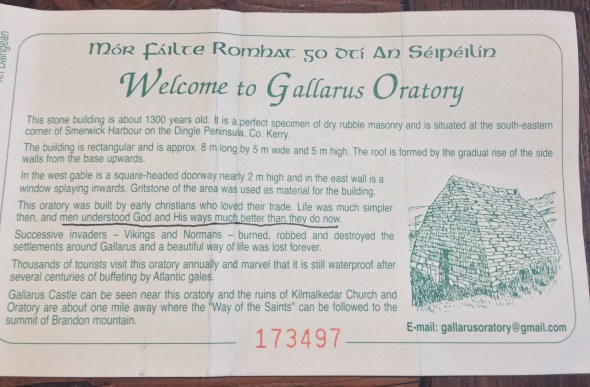 An Daingean
Mór Fáilte Romhat go dtí An Séipéilín
Welcome to Gallarus Oratory
This stone building is about 1300 years old. It is a perfect specimen of dry rubble masonry and is situated at the south-eastern
corner of Smerwick Harbour on the Dingle Peninsula, Co. Kerry.
The building is rectangular and is approx. 8 m long by 5 m wide and 5 m high. The roof is formed by the gradual rise of the side
walls from the base upwards.
In the west gable is a square-headed doorway nearly 2 m high and in the east wall is a
window splaying inwards. Gritstone of the area was used as material for the building.
This oratory was built by early christians who loved their trade. Life was much simpler
then, and men understood God and His ways much better than they do now.
Successive invaders – Vikings and Normans – burned, robbed and destroyed the
settlements around Gallarus and a beautiful way of life was lost forever.
Thousands of tourists visit this oratory annually and marvel that it is still waterproof after
several centuries of buffeting by Atlantic gales.
Gallarus Castle can be seen near this oratory and the ruins of Kilmalkedar Church and
Oratory are about one mile away where the "Way of the Saints" can be followed to the
summit of Brandon mountain.
E-mail: gallarusoratory@gmail.com
173497